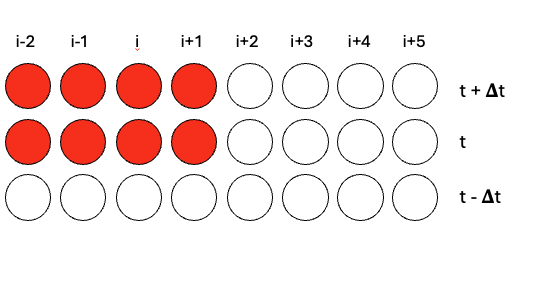 i-2 i-1 i i+1 i+2 i+3 i+4 i+5
t + Δt
t
t - Δt